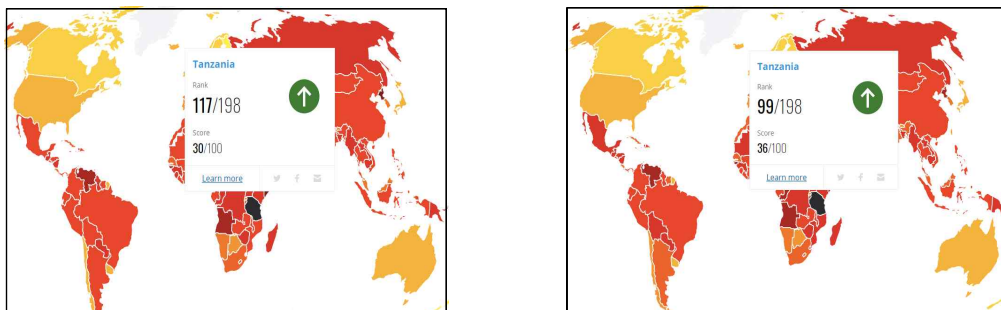 Tanzania
Rank
117/198
Score
30/100
Learn more
Tanzania
Rank
99/198
Score
36/100
Learn more